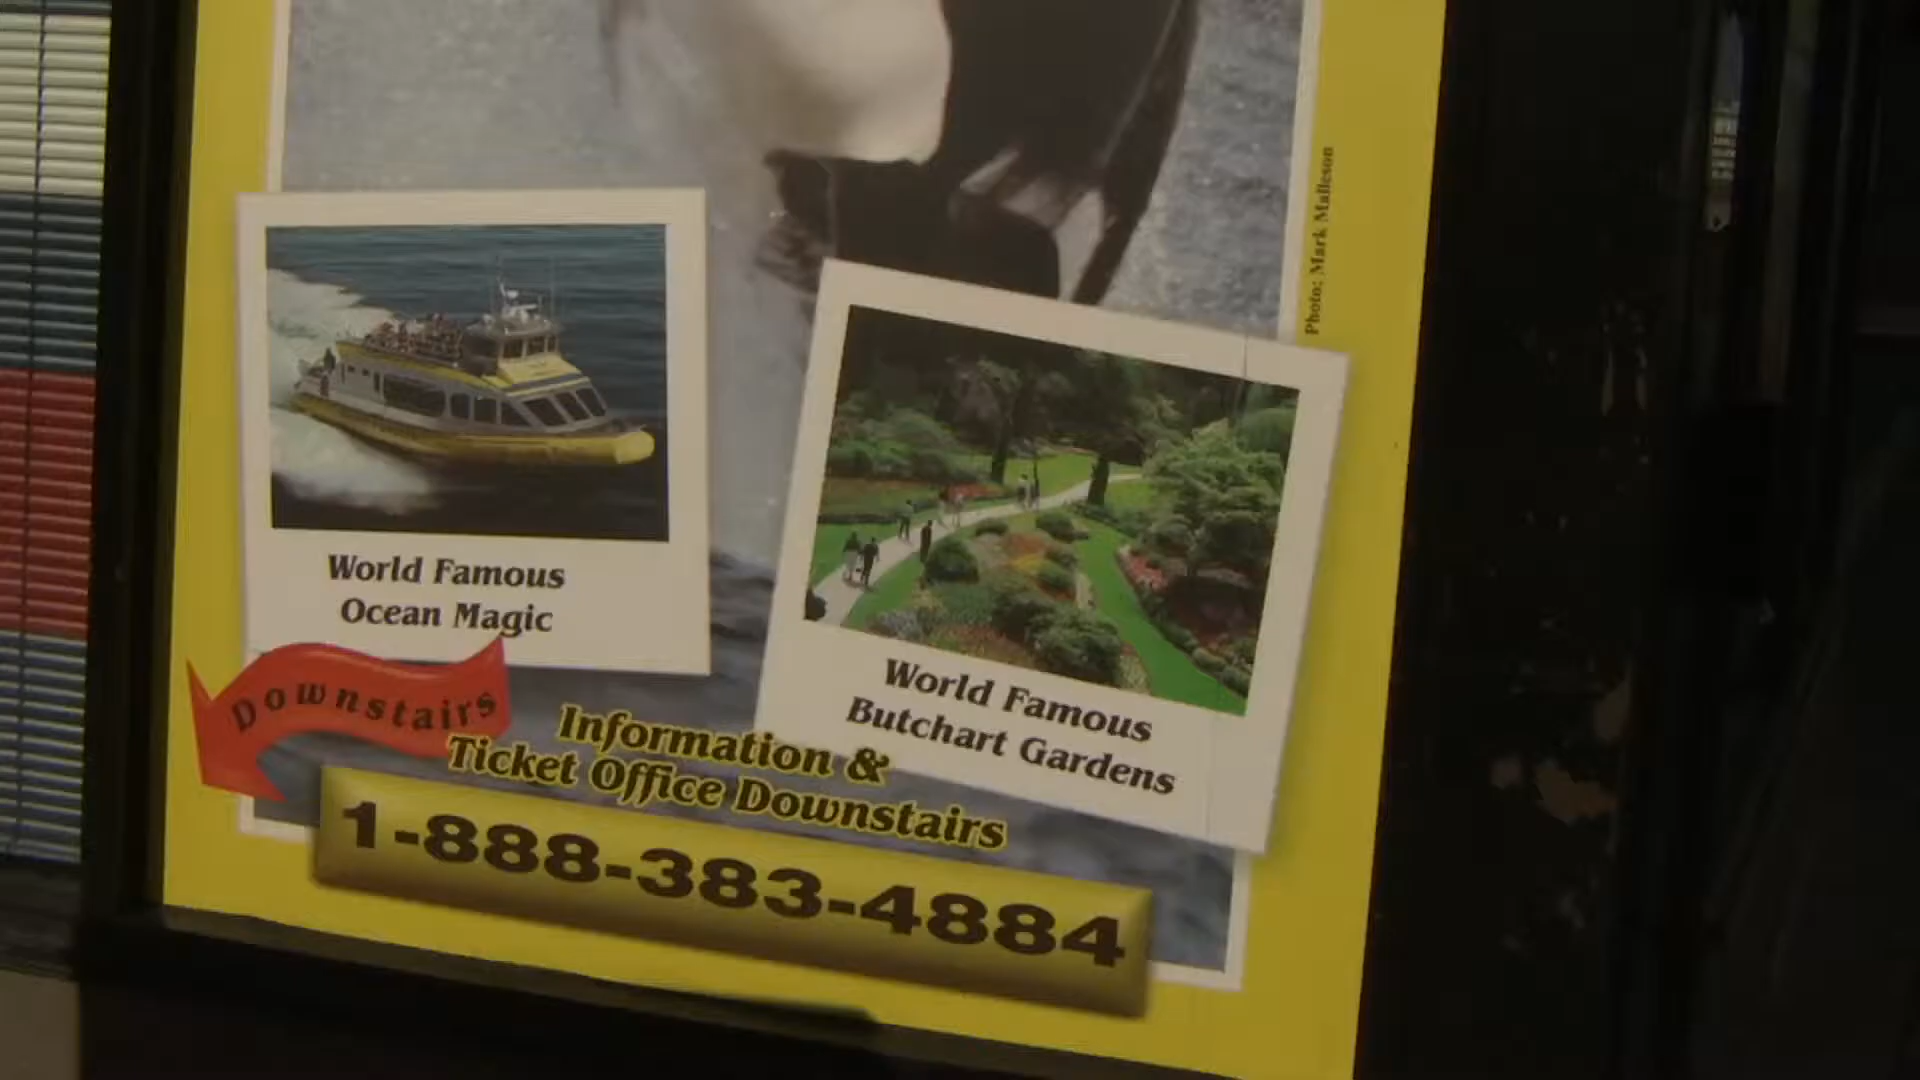 Photo: Mark Malleson
World Famous
Ocean Magic
World Famous
Butchart Gardens
Downstairs
Information &
Ticket Office Downstairs
1-888-383-4884